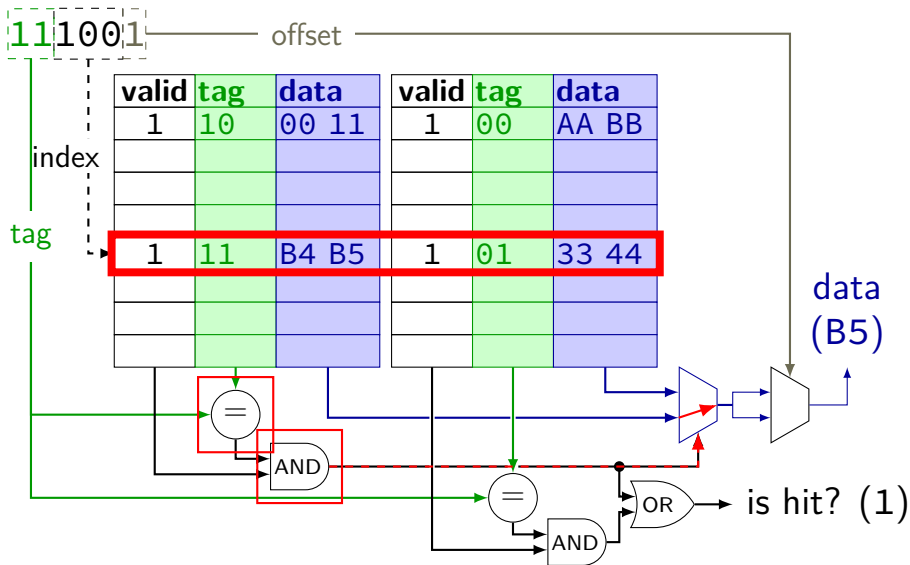 111001 offset
valid tag data valid tag data
1 10 00 11 1 00 AA BB
index
tag
1 11 B4 B5 1 01 33 44
data
(B5)
=
AND
=
OR
is hit? (1)
AND